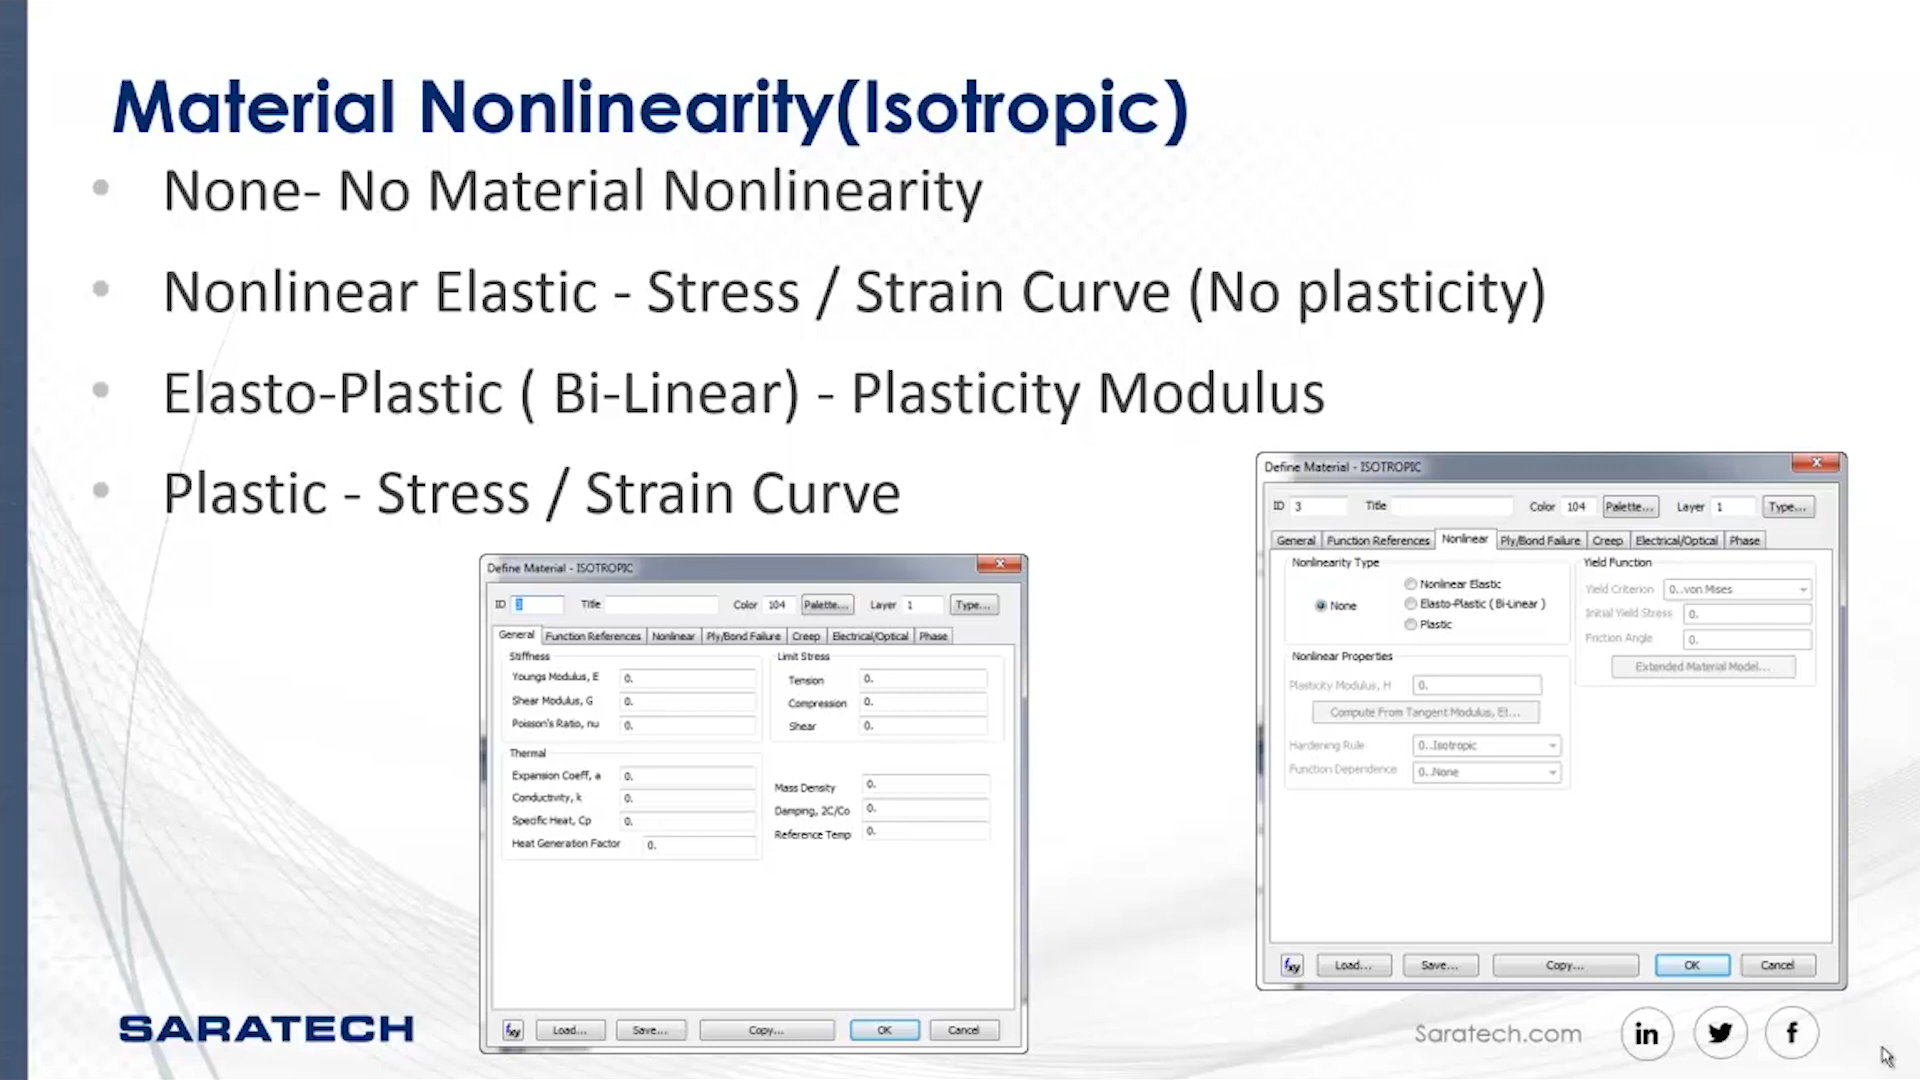 Material Nonlinearity(Isotropic)
• None- No Material Nonlinearity
• Nonlinear Elastic - Stress / Strain Curve (No plasticity)
• Elasto-Plastic ( Bi-Linear) - Plasticity Modulus
• Plastic - Stress / Strain Curve
Define Material - ISOTROPIC
ID 3 Title Color 104 Palette... Layer 1 Type...
General Function References Nonlinear Ply/Bond Failure Creep Electrical/Optical Phase
Stiffness
Youngs Modulus, E 0.
Shear Modulus, G 0.
Poisson's Ratio, nu 0.
Limit Stress
Tension 0.
Compression 0.
Shear 0.
Thermal
Expansion Coeff, a 0.
Conductivity, k 0.
Specific Heat, Cp 0.
Heat Generation Factor 0.
Mass Density 0.
Damping, 2C/Co 0.
Reference Temp 0.
fxy Load... Save... Copy... OK Cancel
Define Material - ISOTROPIC
ID 3 Title Color 104 Palette... Layer 1 Type...
General Function References Nonlinear Ply/Bond Failure Creep Electrical/Optical Phase
Nonlinearity Type
None
Nonlinear Elastic
Elasto-Plastic ( Bi-Linear )
Plastic
Yield Function
Yield Criterion 0..von Mises
Initial Yield Stress 0.
Friction Angle 0.
Extended Material Model...
Nonlinear Properties
Plasticity Modulus, H 0.
Compute From Tangent Modulus, Et...
Hardening Rule 0..Isotropic
Function Dependence 0..None
fxy Load... Save... Copy... OK Cancel
SARATECH
Saratech.com in f